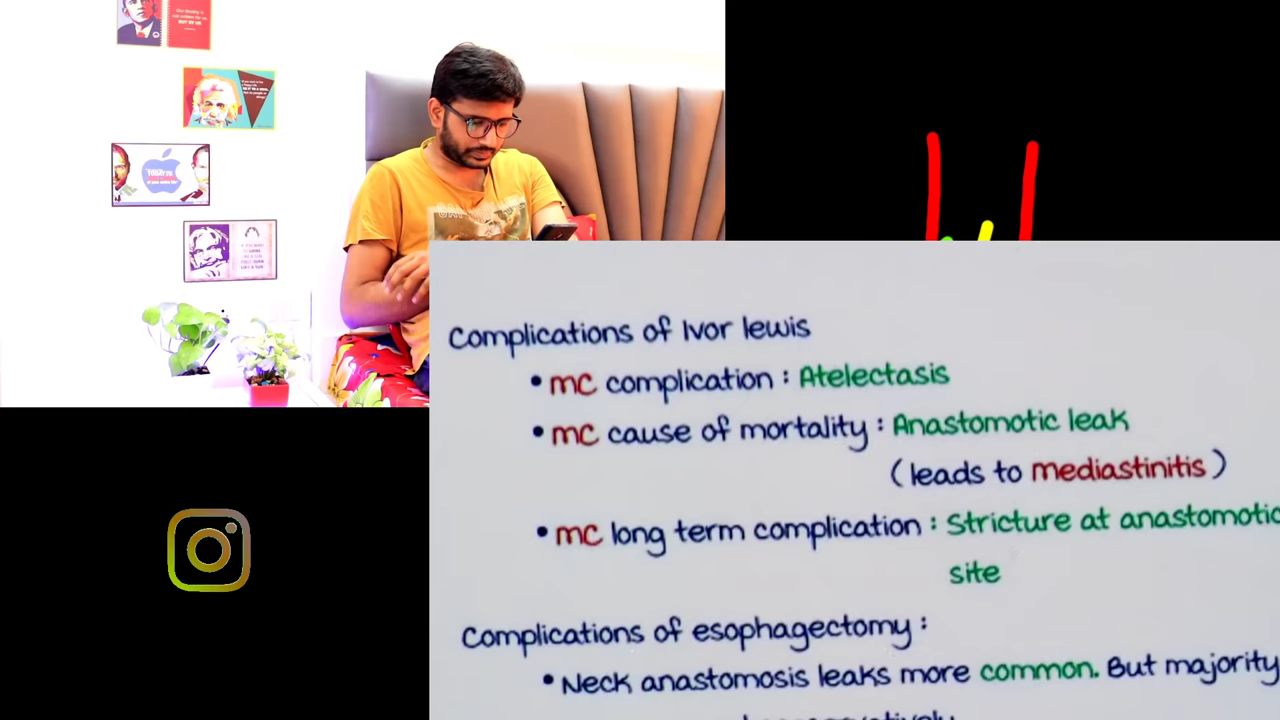 Complications of Ivor lewis
• mc complication : Atelectasis
• mc cause of mortality : Anastomotic leak
(leads to mediastinitis)
• mc long term complication : Stricture at anastomotic
site
Complications of esophagectomy :
• Neck anastomosis leaks more common. But majority